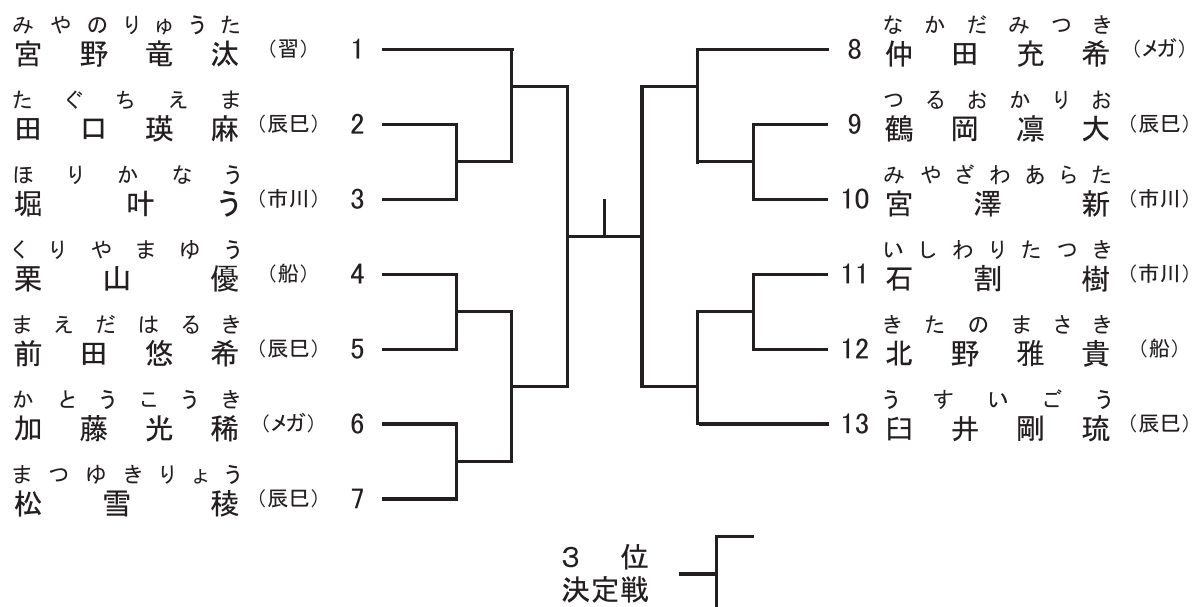 みやのりゅうた
宮野竜汰 (習) 1
たぐちえま
田口瑛麻 (辰巳) 2
ほりかなう
堀叶う (市川) 3
くりやまゆう
栗山優 (船) 4
まえだはるき
前田悠希 (辰巳) 5
かとうこうき
加藤光稀 (メガ) 6
まつゆきりょう
松雪稜 (辰巳) 7
なかだみつき
8 仲田充希 (メガ)
つるおかりお
9 鶴岡凛大 (辰巳)
みやざわあらた
10 宮澤新 (市川)
いしわりたつき
11 石割樹 (市川)
きたのまさき
12 北野雅貴 (船)
うすいごう
13 臼井剛琉 (辰巳)
3位
決定戦